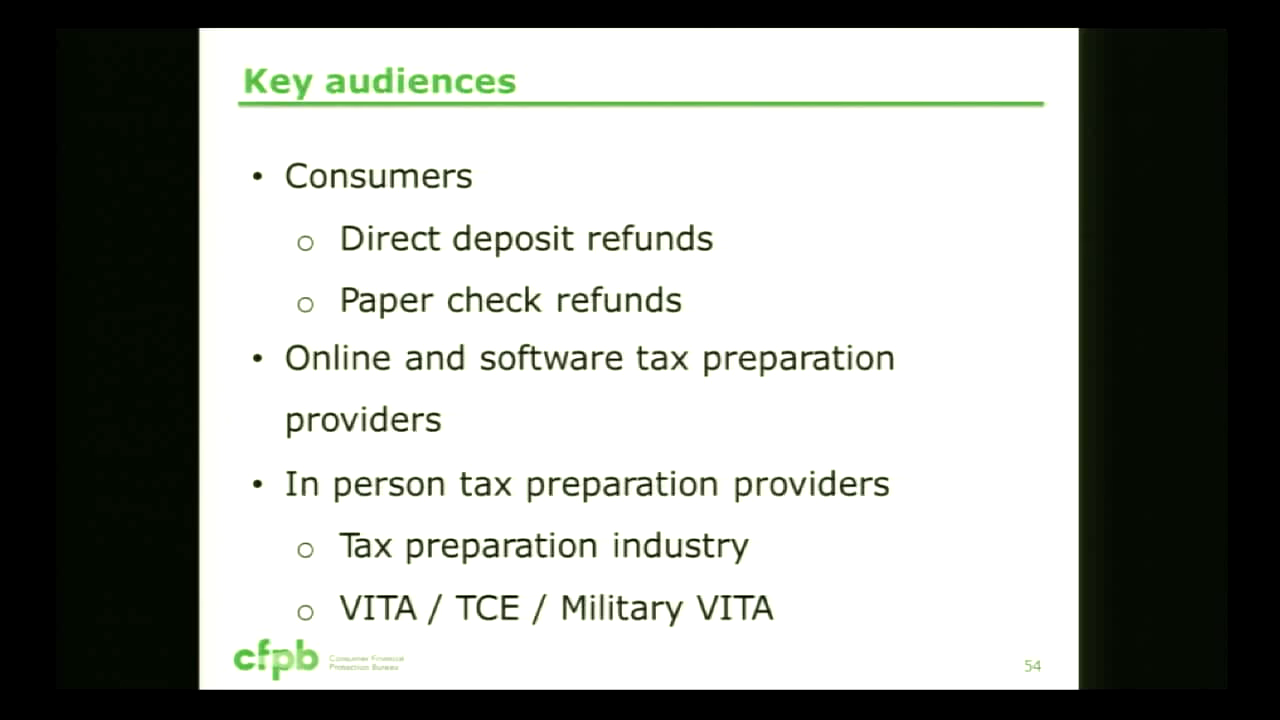 Key audiences
• Consumers
o Direct deposit refunds
o Paper check refunds
• Online and software tax preparation
providers
• In person tax preparation providers
o Tax preparation industry
o VITA / TCE / Military VITA
cfpb Consumer Financial
Protection Bureau
54